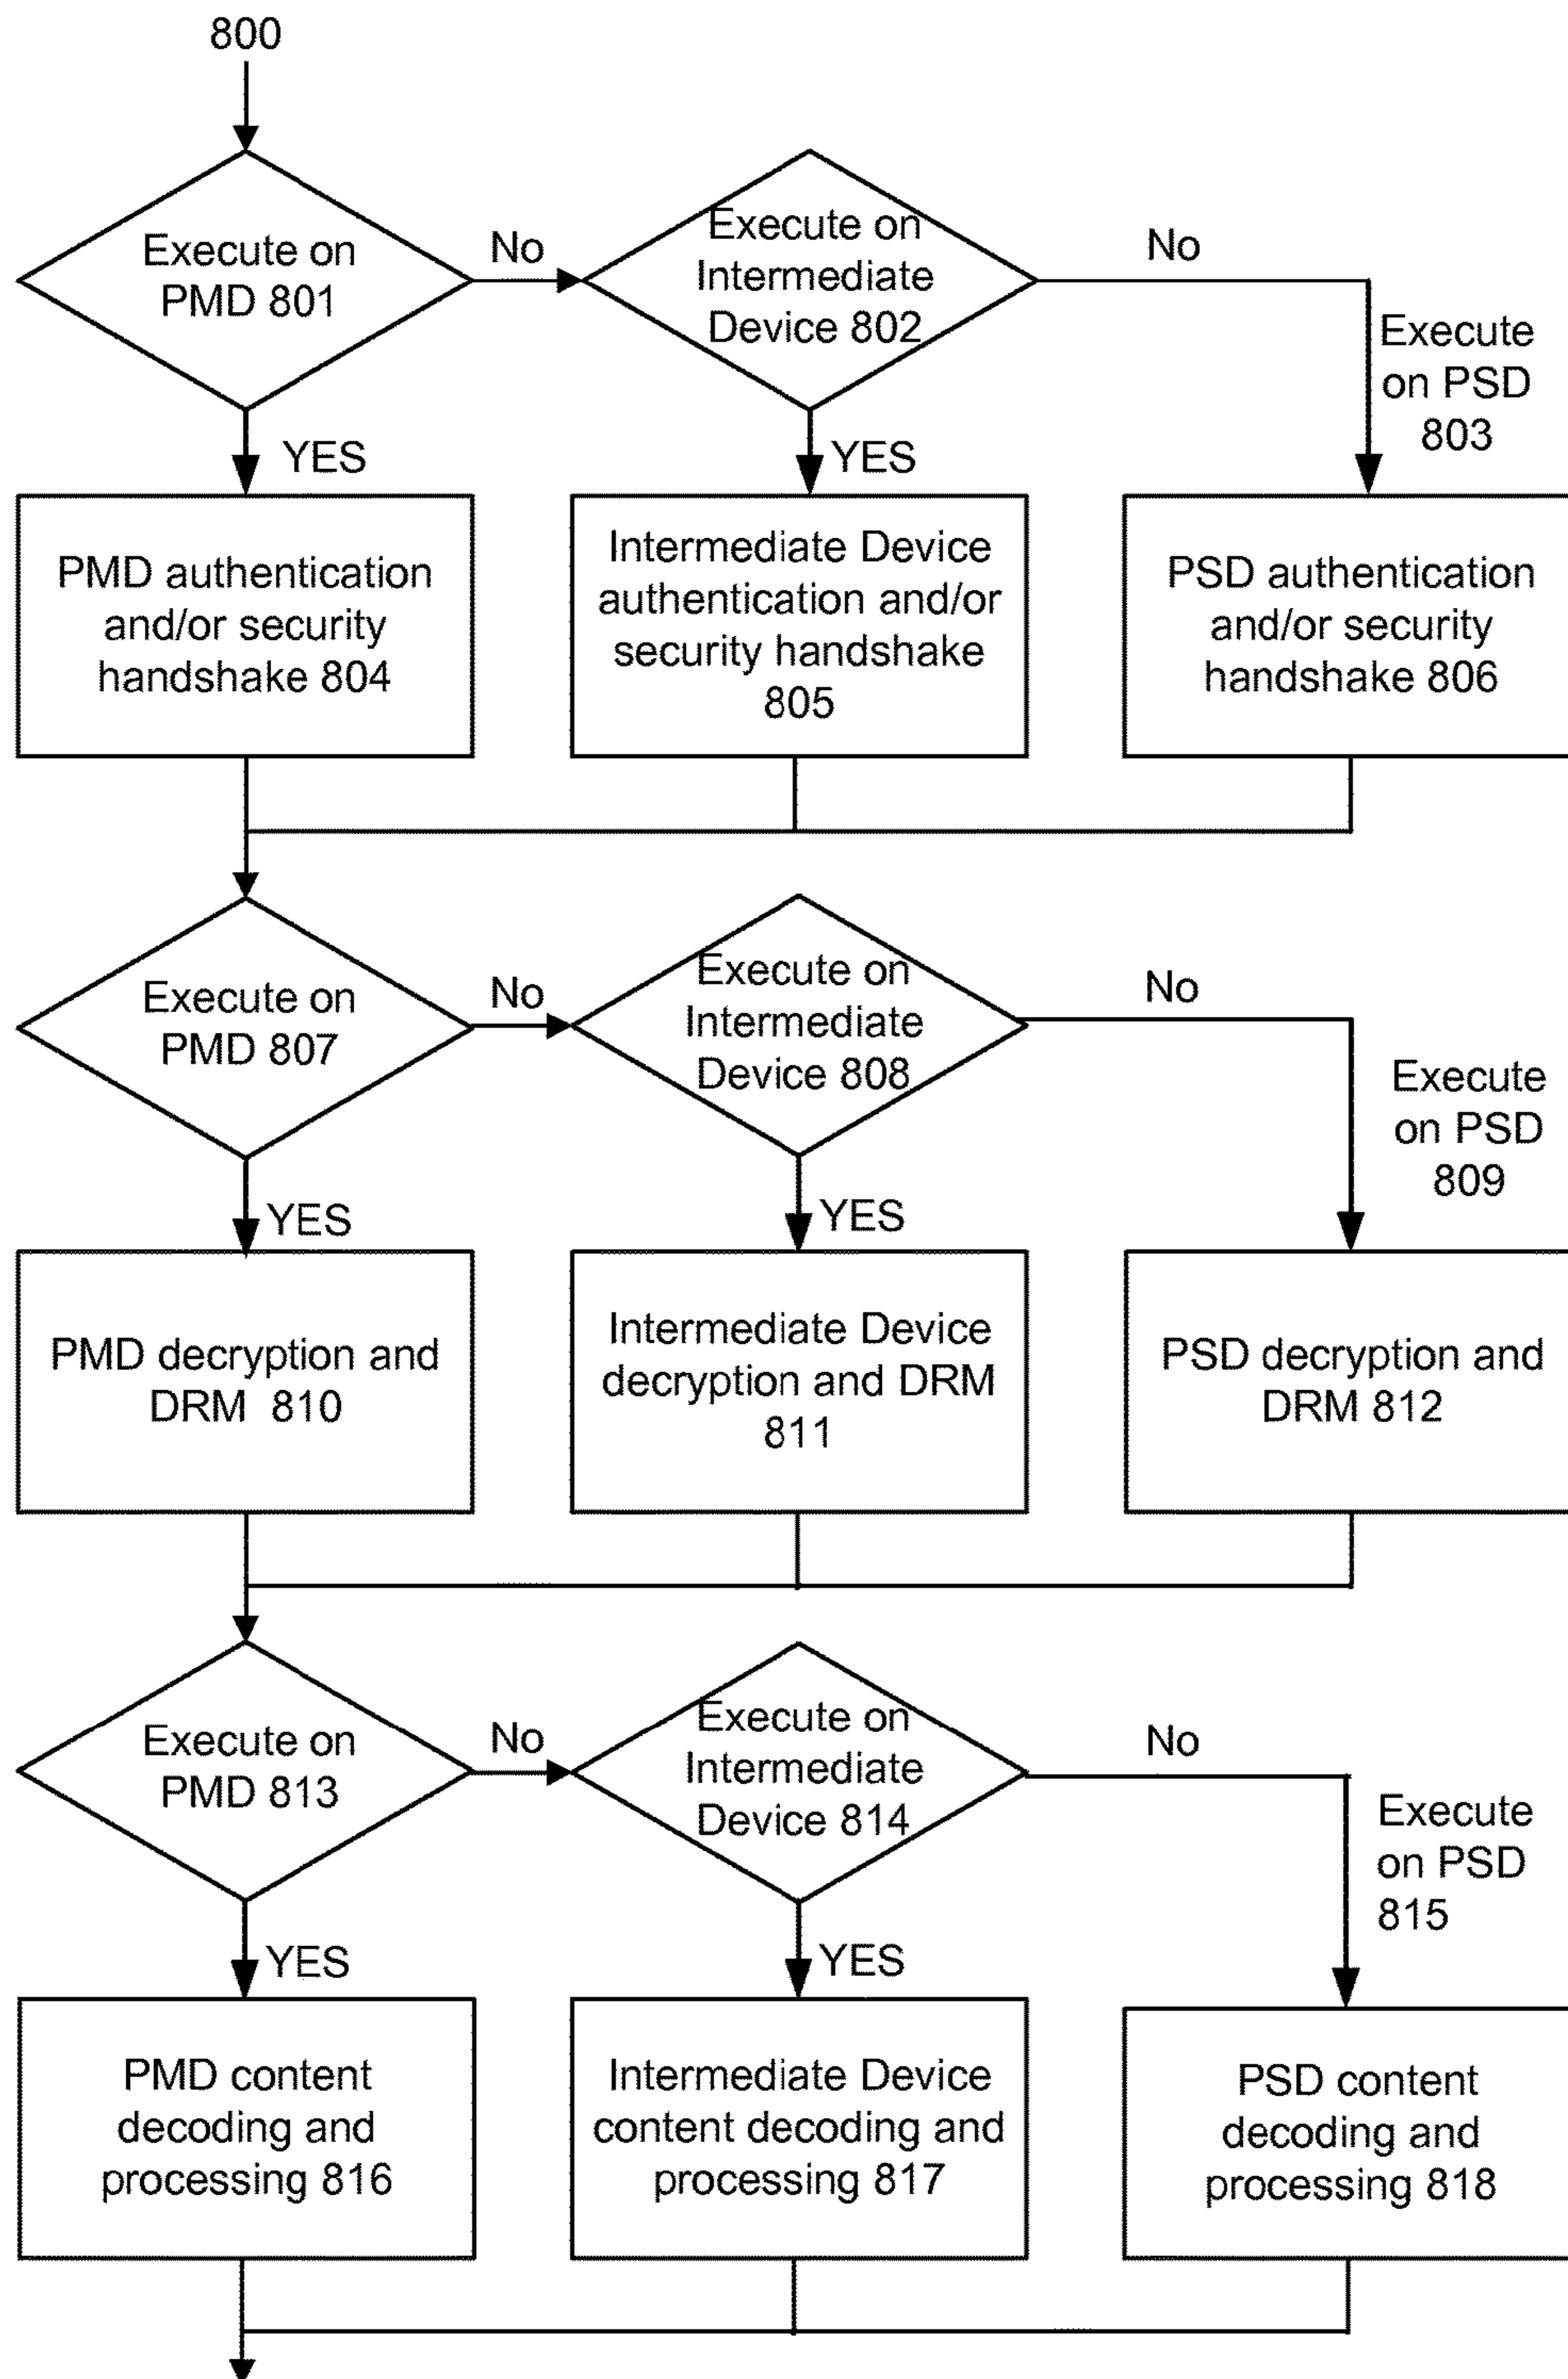 800
Execute on
PMD 801
No
Execute on
Intermediate
Device 802
No
Execute
on PSD
803
YES
YES
PMD authentication
and/or security
handshake 804
Intermediate Device
authentication and/or
security handshake
805
PSD authentication
and/or security
handshake 806
Execute on
PMD 807
No
Execute on
Intermediate
Device 808
No
Execute
on PSD
809
YES
YES
PMD decryption and
DRM 810
Intermediate Device
decryption and DRM
811
PSD decryption and
DRM 812
Execute on
PMD 813
No
Execute on
Intermediate
Device 814
No
Execute
on PSD
815
YES
YES
PMD content
decoding and
processing 816
Intermediate Device
content decoding and
processing 817
PSD content
decoding and
processing 818